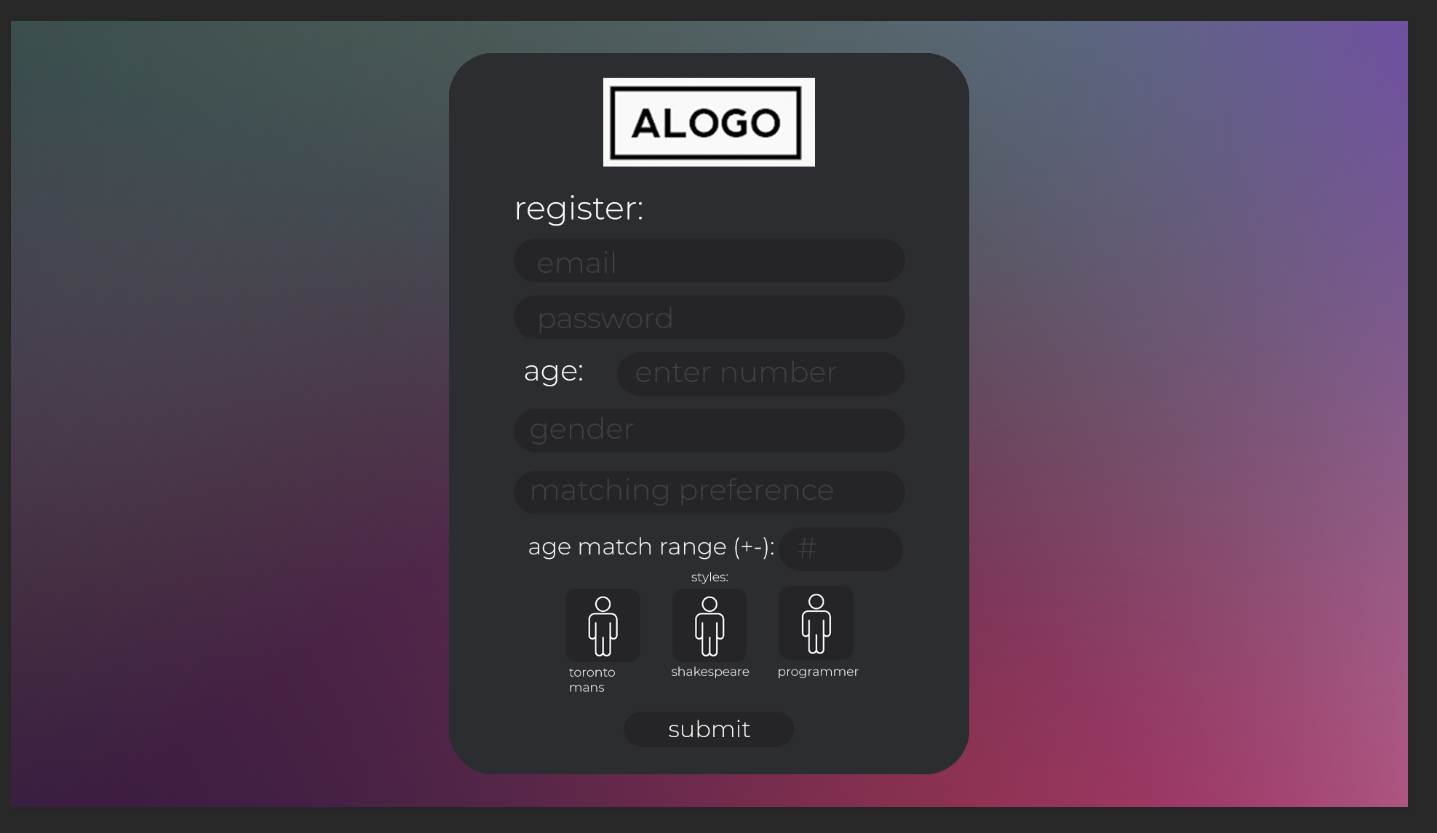 ALOGO
register:
email
password
age: enter number
gender
matching preference
age match range (+-): #
styles:
toronto mans
shakespeare
programmer
submit